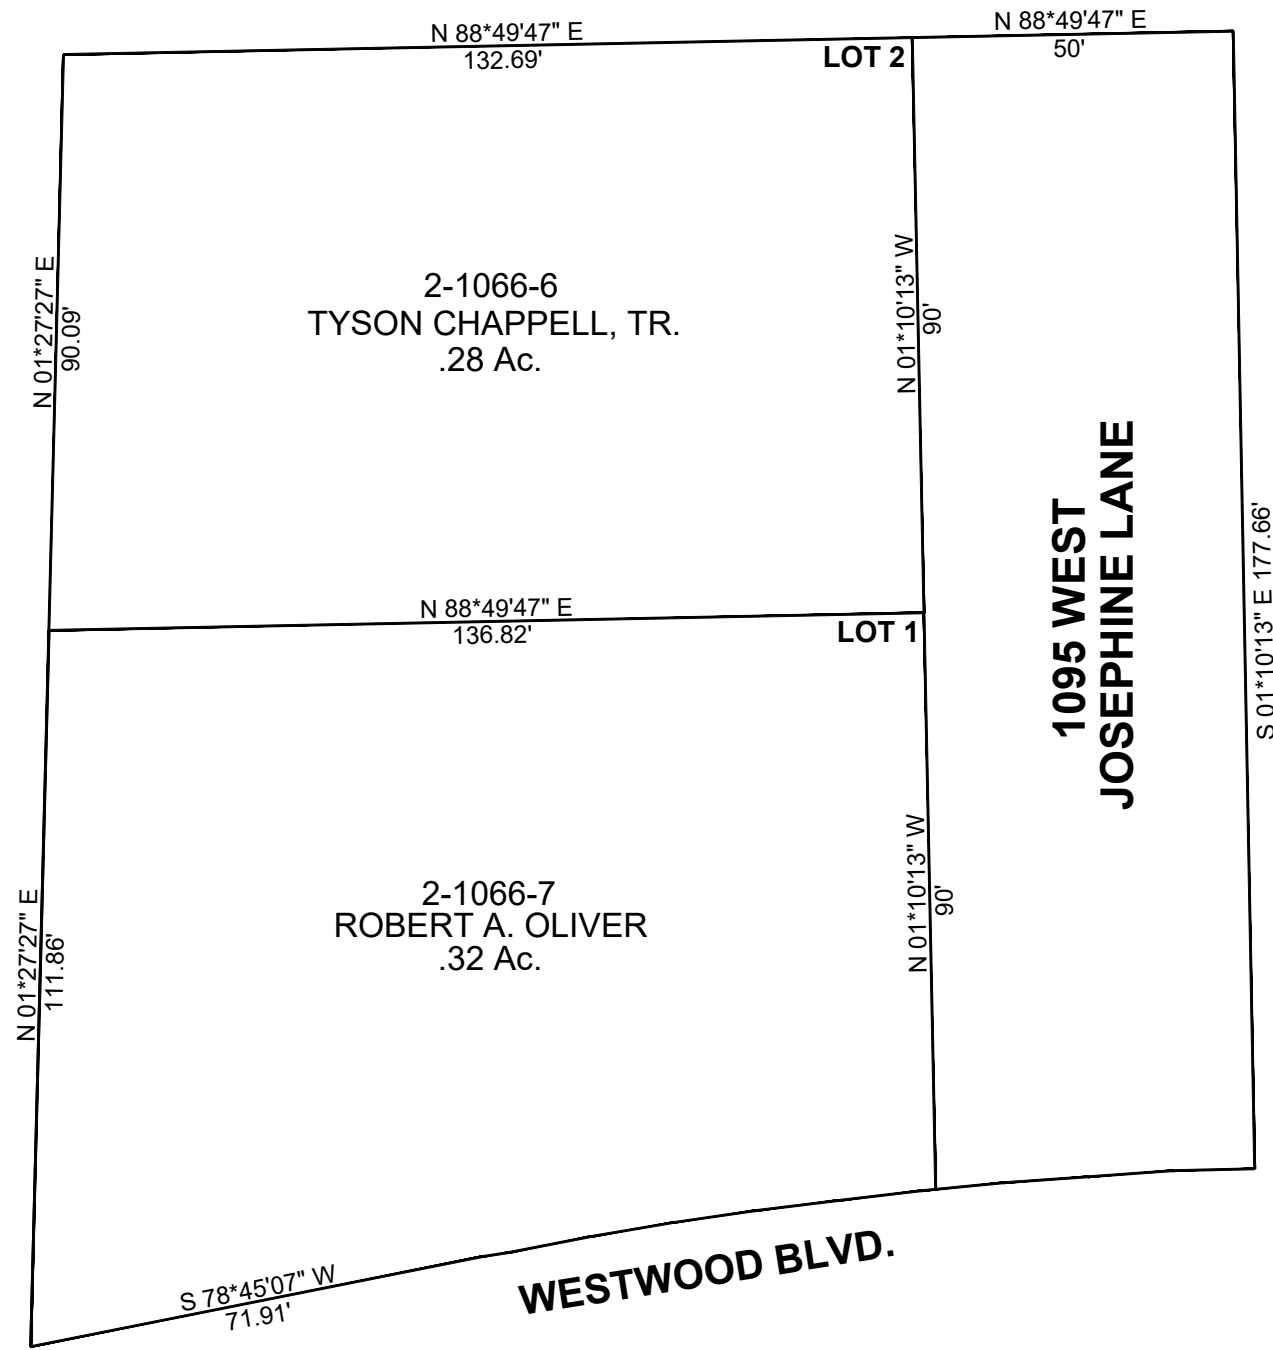 N 88*49'47" E
132.69'
LOT 2
N 88*49'47" E
50'
N 01*27'27" E
90.09'
2-1066-6
TYSON CHAPPELL, TR.
.28 Ac.
N 01*10'13" W
90'
1095 WEST
JOSEPHINE LANE
S 01*10'13" E 177.66'
N 88*49'47" E
136.82'
LOT 1
N 01*27'27" E
111.86'
2-1066-7
ROBERT A. OLIVER
.32 Ac.
N 01*10'13" W
90'
S 78*45'07" W
71.91'
WESTWOOD BLVD.